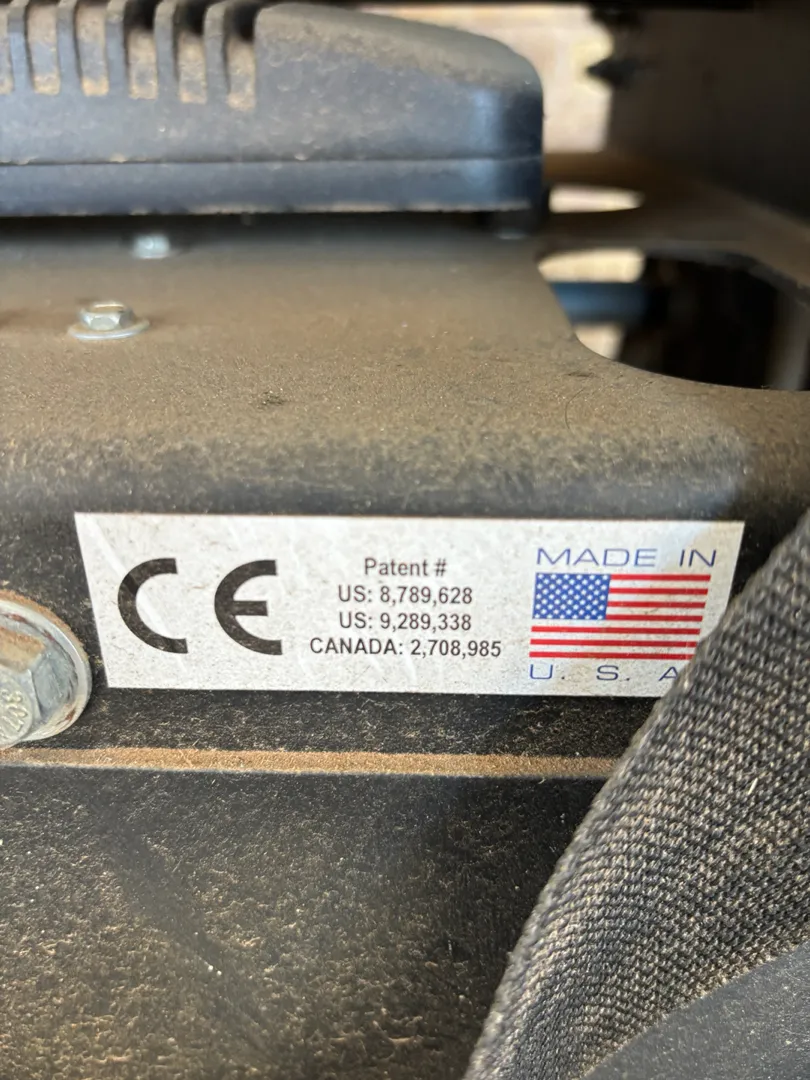 CE
Patent #
US: 8,789,628
US: 9,289,338
CANADA: 2,708,985
MADE IN
U. S. A